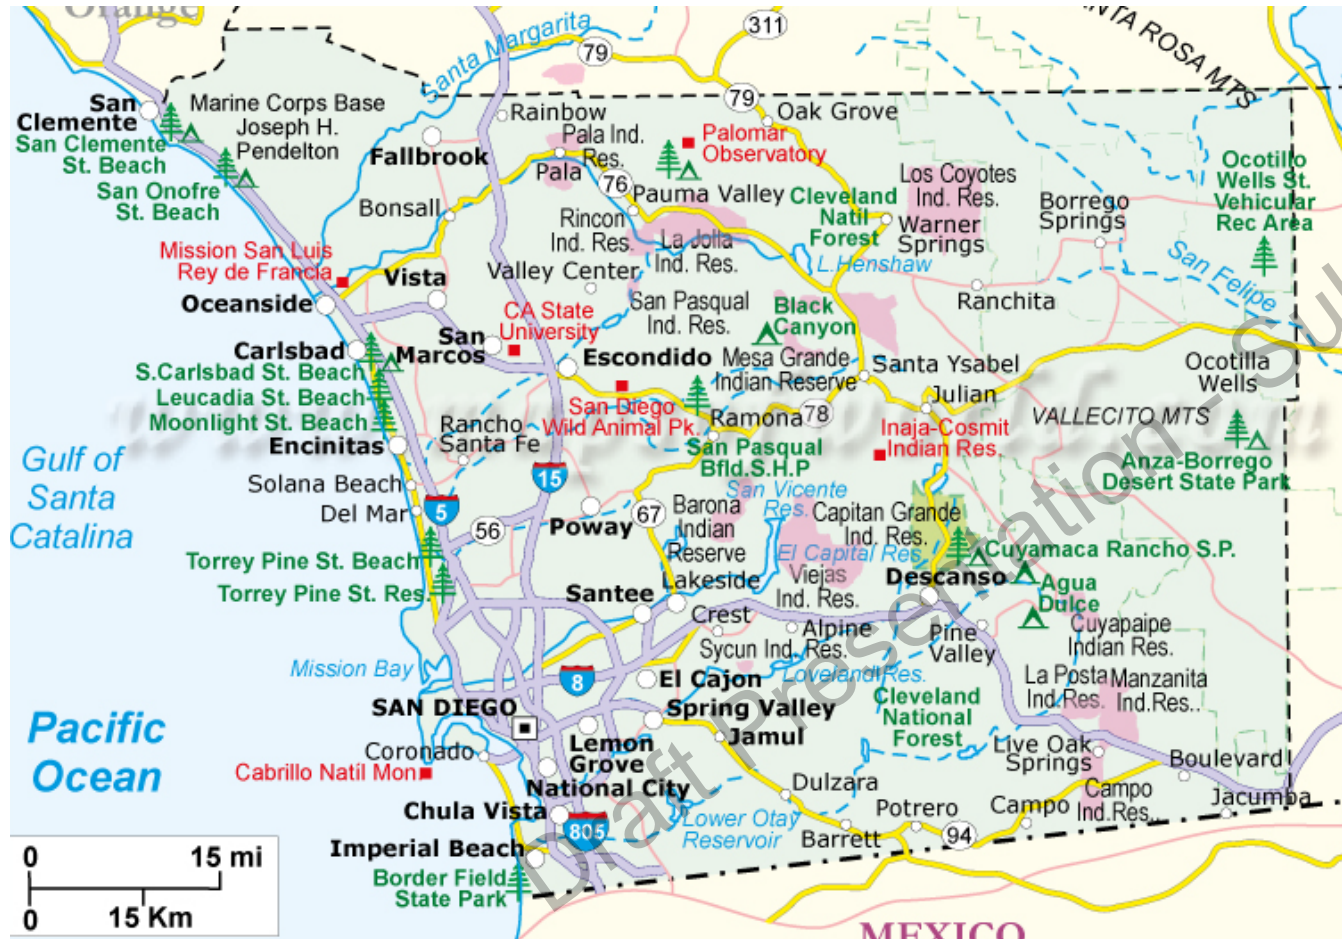 Orange
Santa Margarita
79
311
SANTA ROSA MTS
San
Clemente
San Clemente
St. Beach
San Onofre
St. Beach
Marine Corps Base
Joseph H.
Pendelton
Fallbrook
Rainbow
Pala Ind.
Res.
Pala
Palomar
Observatory
79
Oak Grove
76
Pauma Valley
Cleveland
Natil
Forest
Los Coyotes
Ind. Res.
Warner
Springs
Borrego
Springs
Ocotillo
Wells St.
Vehicular
Rec Area
Bonsall
Rincon
Ind. Res.
La Jolla
Ind. Res.
L.Henshaw
San Felipe
Mission San Luis
Rey de Francia
Vista
Valley Center
Oceanside
CA State
University
San Pasqual
Ind. Res.
Black
Canyon
Ranchita
San
Marcos
Carlsbad
Escondido
Mesa Grande
Indian Reserve
Santa Ysabel
Julian
Ocotilla
Wells
S.Carlsbad St. Beach
Leucadia St. Beach
Moonlight St. Beach
Encinitas
Rancho
Santa Fe
San Diego
Wild Animal Pk.
Ramona
78
San Pasqual
Bfld.S.H.P
Inaja-Cosmit
Indian Res.
VALLECITO MTS
Anza-Borrego
Desert State Park
Gulf of
Santa
Catalina
Solana Beach
Del Mar
5
15
56
Poway
67
Barona
Indian
Reserve
San Vicente
Res.
Capitan Grande
Ind. Res.
El Capital Res.
Cuyamaca Rancho S.P.
Torrey Pine St. Beach
Torrey Pine St. Res.
Santee
Lakeside
Viejas
Ind. Res.
Descanso
Agua
Dulce
Crest
Alpine
Sycun Ind. Res.
Pine
Valley
Cuyapaipe
Indian Res.
Mission Bay
8
El Cajon
Loveland Res.
La Posta
Ind.Res.
Manzanita
Ind.Res..
SAN DIEGO
Spring Valley
Cleveland
National
Forest
Pacific
Ocean
Coronado
Lemon
Grove
Jamul
Live Oak
Springs
Boulevard
Cabrillo Natíl Mon
National City
Dulzara
Potrero
Campo
Campo
Ind.Res..
Jacumba
Chula Vista
805
Lower Otay
Reservoir
Barrett
94
Imperial Beach
Border Field
State Park
0
15 mi
0
15 Km
MEXICO
Draft Presentation-Su